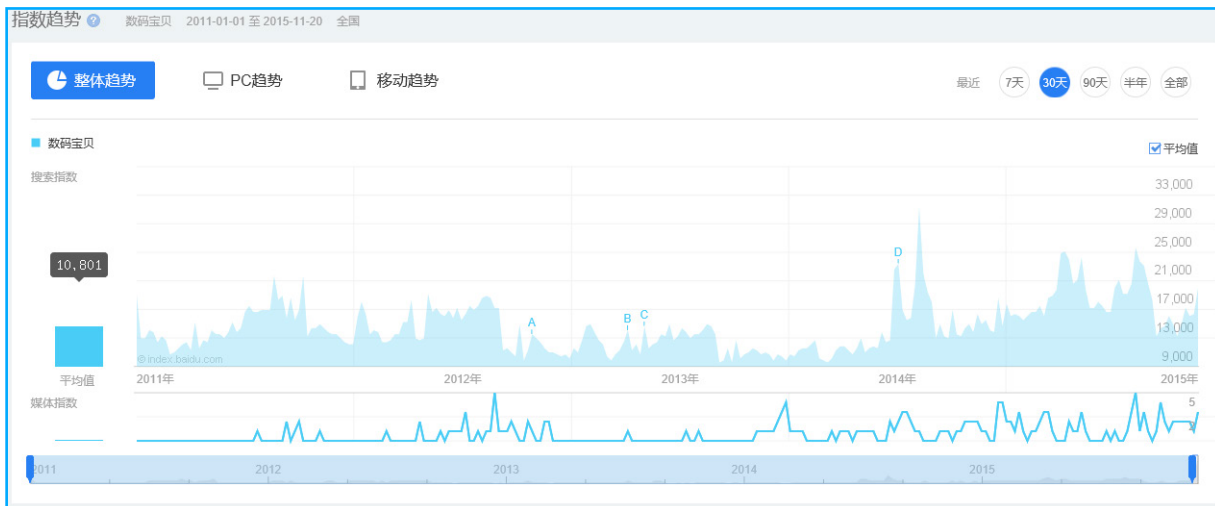 指数趋势 ? 数码宝贝 2011-01-01 至 2015-11-20 全国
整体趋势 PC趋势 移动趋势 最近 7天 30天 90天 半年 全部
数码宝贝 平均值
搜索指数
33,000
29,000
25,000
21,000
17,000
13,000
9,000
10,801
平均值
A
B
C
D
© index.baidu.com
2011年 2012年 2013年 2014年 2015年
媒体指数
5
2011 2012 2013 2014 2015